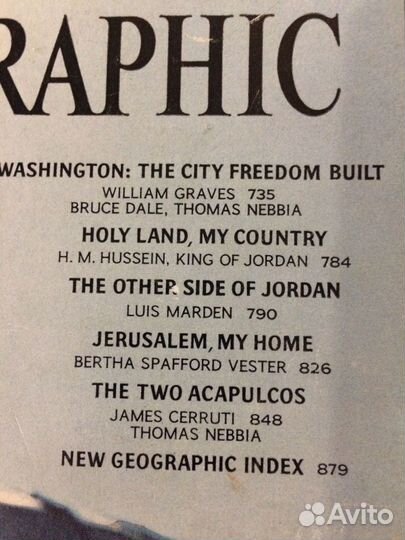 RAPHIC
WASHINGTON: THE CITY FREEDOM BUILT
WILLIAM GRAVES 735
BRUCE DALE, THOMAS NEBBIA
HOLY LAND, MY COUNTRY
H. M. HUSSEIN, KING OF JORDAN 784
THE OTHER SIDE OF JORDAN
LUIS MARDEN 790
JERUSALEM, MY HOME
BERTHA SPAFFORD VESTER 826
THE TWO ACAPULCOS
JAMES CERRUTI 848
THOMAS NEBBIA
NEW GEOGRAPHIC INDEX 879
Avito